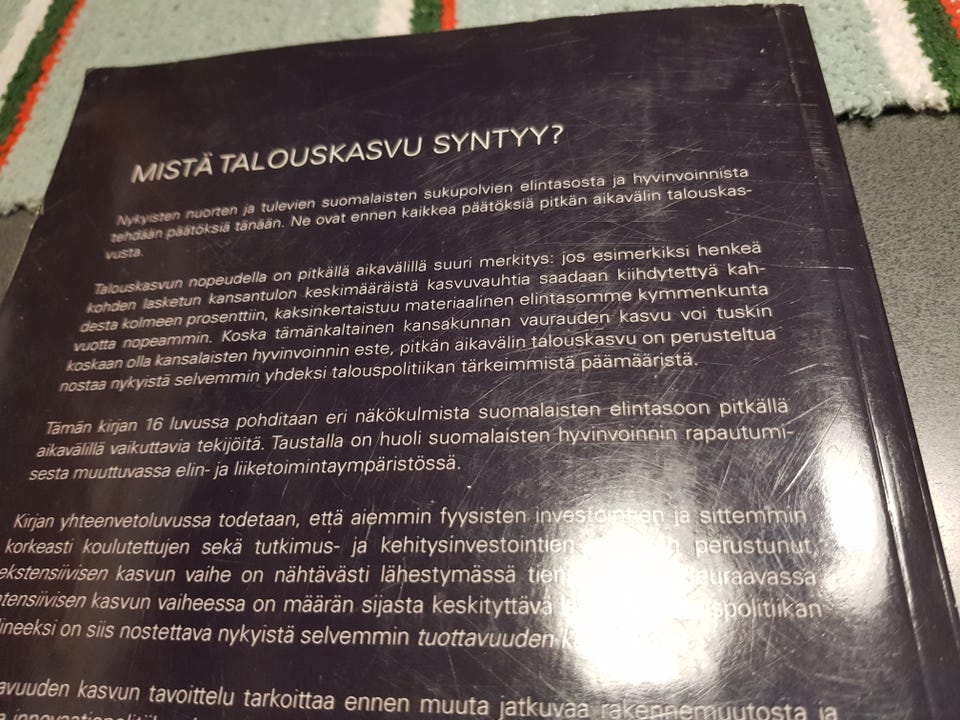 MISTÄ TALOUSKASVU SYNTYY?
Nykyisten nuorten ja tulevien suomalaisten sukupolvien elintasosta ja hyvinvoinnista
tehdään päätöksiä tänään. Ne ovat ennen kaikkea päätöksiä pitkän aikavälin talouskas-
vusta.
Talouskasvun nopeudella on pitkällä aikavälillä suuri merkitys: jos esimerkiksi henkeä
kohden lasketun kansantulon keskimääräistä kasvuvauhtia saadaan kiihdytettyä kah-
desta kolmeen prosenttiin, kaksinkertaistuu materiaalinen elintasomme kymmenkunta
vuotta nopeammin. Koska tämänkaltainen kansakunnan vaurauden kasvu voi tuskin
koskaan olla kansalaisten hyvinvoinnin este, pitkän aikavälin talouskasvu on perusteltua
nostaa nykyistä selvemmin yhdeksi talouspolitiikan tärkeimmistä päämääristä.
Tämän kirjan 16 luvussa pohditaan eri näkökulmista suomalaisten elintasoon pitkällä
aikavälillä vaikuttavia tekijöitä. Taustalla on huoli suomalaisten hyvinvoinnin rapautumi-
sesta muuttuvassa elin- ja liiketoimintaympäristössä.
Kirjan yhteenvetoluvussa todetaan, että aiemmin fyysisten investointien ja sittemmin
korkeasti koulutettujen sekä tutkimus- ja kehitysinvestointien perustunut,
ekstensiivisen kasvun vaihe on nähtävästi lähestymässä
kasvun vaiheessa on määrän sijasta keskityttävä
on siis nostettava nykyistä selvemmin tuottavuuden
kasvun tavoittelu tarkoittaa ennen muuta jatkuvaa rakennemuutosta ja